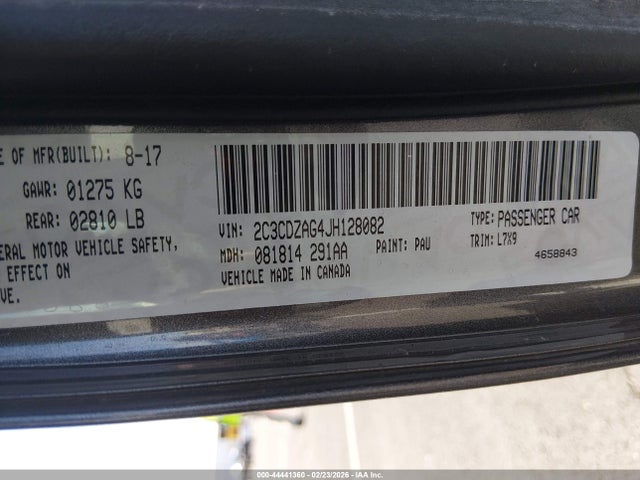 E OF MFR(BUILT): 8-17
GAWR: 01275 KG
REAR: 02810 LB
ERAL MOTOR VEHICLE SAFETY,
EFFECT ON
VE.
VIN: 2C3CDZAG4JH128082
TYPE: PASSENGER CAR
MDH: 081814 291AA
PAINT: PAU
TRIM: L7X9
VEHICLE MADE IN CANADA
4658843
000-44441360 - 02/23/2026 - IAA Inc.